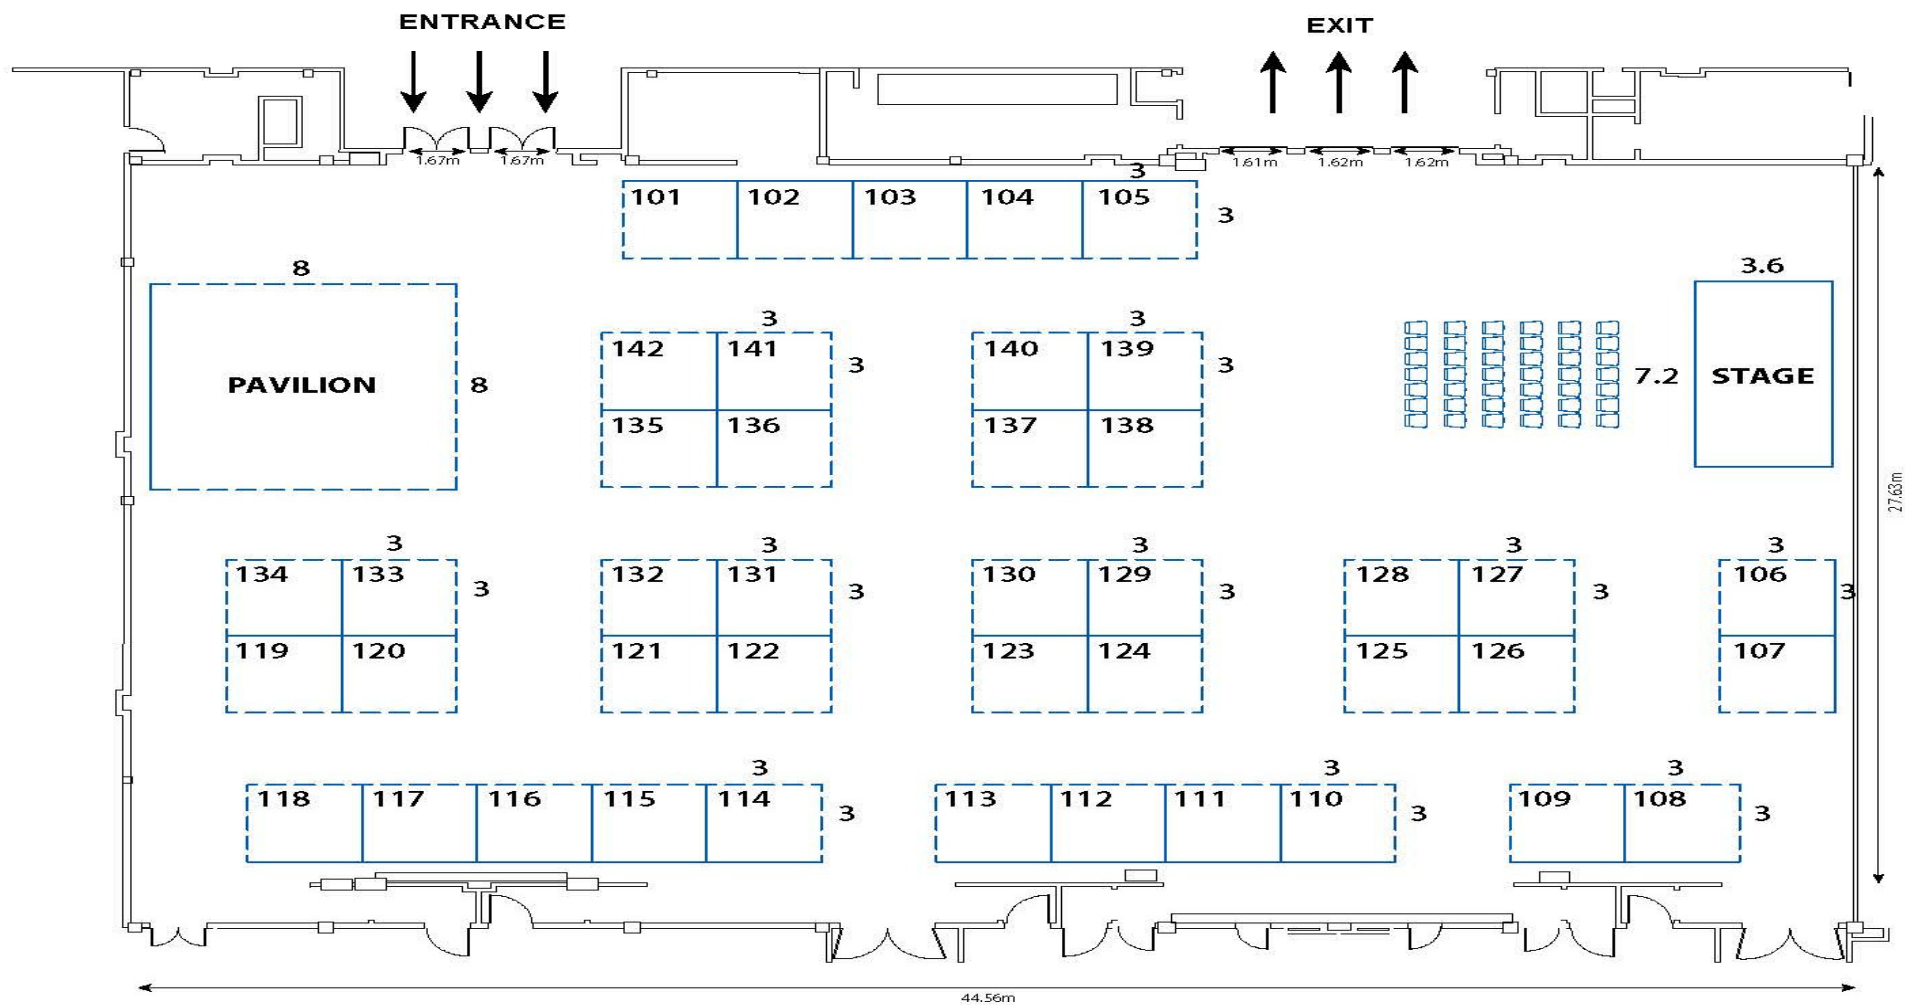 ENTRANCE
EXIT
1.67m 1.67m
1.61m 1.62m 1.62m
3
101 102 103 104 105
3
8
3.6
3 3
142 141
3
140 139
3
PAVILION
8
7.2
STAGE
135 136
137 138
27.63m
3 3 3 3 3
134 133
3
132 131
3
130 129
3
128 127
3
106
3
119 120
121 122
123 124
125 126
107
3 3 3
118 117 116 115 114
3
113 112 111 110
3
109 108
3
44.56m